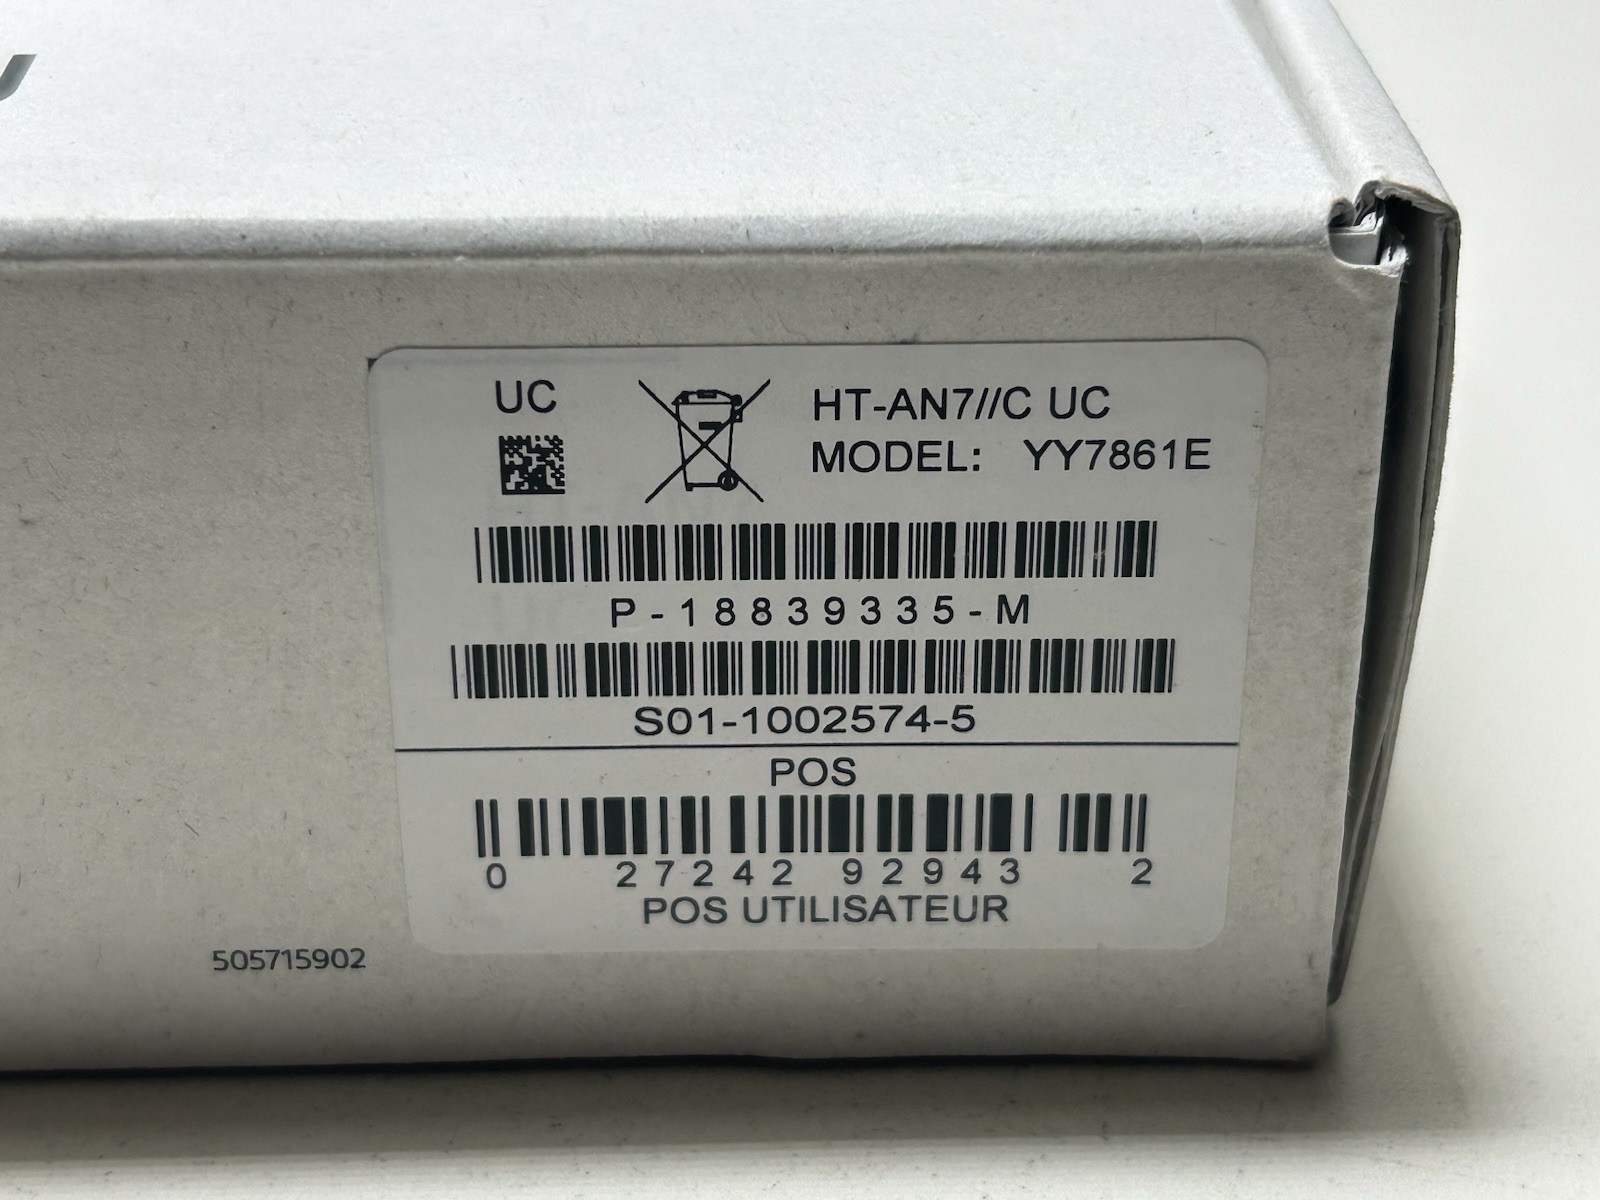 UC
HT-AN7//C UC
MODEL: YY7861E
P-18839335-M
S01-1002574-5
POS
0 27242 92943 2
POS UTILISATEUR
505715902